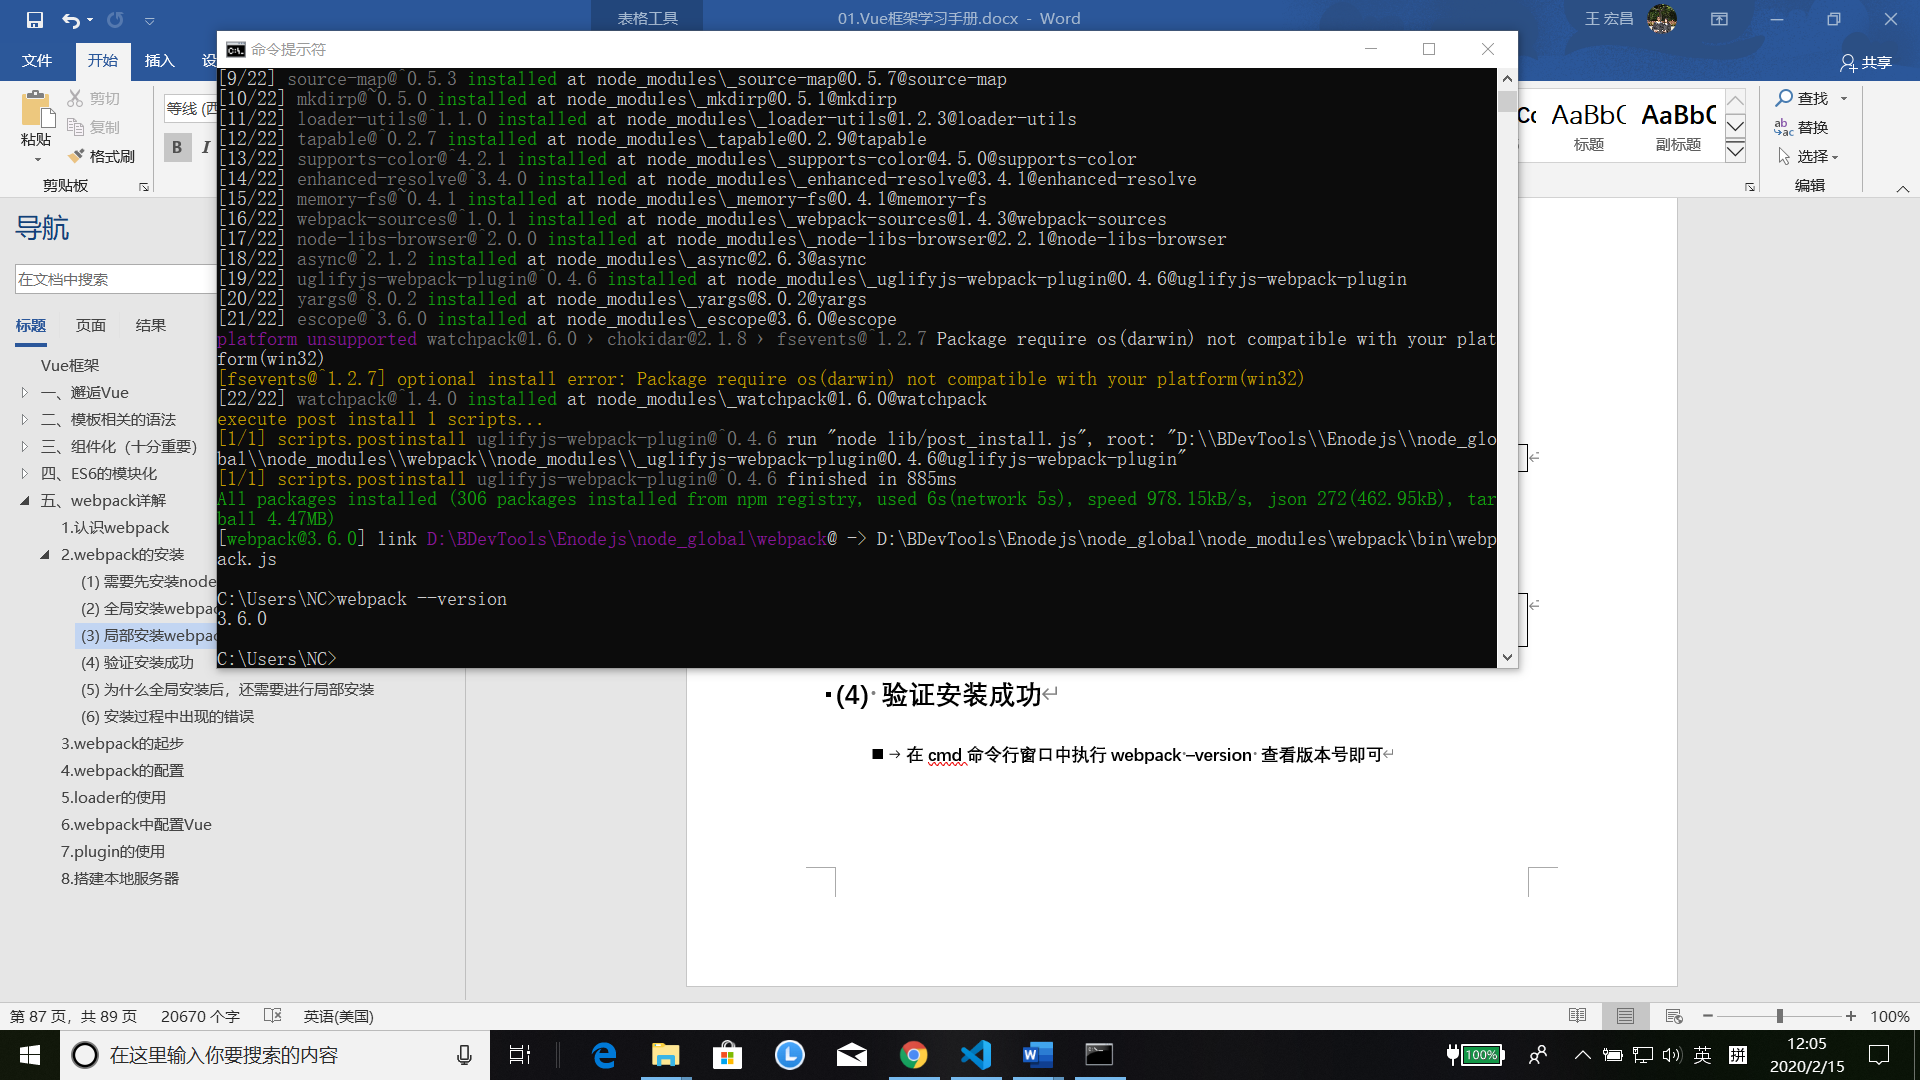 表格工具
01.Vue框架学习手册.docx - Word
王 宏昌
文件
开始
插入
共享
粘贴
剪切
复制
格式刷
剪贴板
等线 (西
B I
AaBbC
标题
AaBbC
副标题
查找
替换
选择
编辑
导航
在文档中搜索
标题 页面 结果
Vue框架
一、邂逅Vue
二、模板相关的语法
三、组件化（十分重要）
四、ES6的模块化
五、webpack详解
1.认识webpack
2.webpack的安装
(1) 需要先安装node
(2) 全局安装webpac
(3) 局部安装webpac
(4) 验证安装成功
(5) 为什么全局安装后，还需要进行局部安装
(6) 安装过程中出现的错误
3.webpack的起步
4.webpack的配置
5.loader的使用
6.webpack中配置Vue
7.plugin的使用
8.搭建本地服务器
命令提示符
[9/22] source-map@^0.5.3 installed at node_modules\_source-map@0.5.7@source-map
[10/22] mkdirp@~0.5.0 installed at node_modules\_mkdirp@0.5.1@mkdirp
[11/22] loader-utils@^1.1.0 installed at node_modules\_loader-utils@1.2.3@loader-utils
[12/22] tapable@^0.2.7 installed at node_modules\_tapable@0.2.9@tapable
[13/22] supports-color@^4.2.1 installed at node_modules\_supports-color@4.5.0@supports-color
[14/22] enhanced-resolve@^3.4.0 installed at node_modules\_enhanced-resolve@3.4.1@enhanced-resolve
[15/22] memory-fs@~0.4.1 installed at node_modules\_memory-fs@0.4.1@memory-fs
[16/22] webpack-sources@^1.0.1 installed at node_modules\_webpack-sources@1.4.3@webpack-sources
[17/22] node-libs-browser@^2.0.0 installed at node_modules\_node-libs-browser@2.2.1@node-libs-browser
[18/22] async@^2.1.2 installed at node_modules\_async@2.6.3@async
[19/22] uglifyjs-webpack-plugin@^0.4.6 installed at node_modules\_uglifyjs-webpack-plugin@0.4.6@uglifyjs-webpack-plugin
[20/22] yargs@^8.0.2 installed at node_modules\_yargs@8.0.2@yargs
[21/22] escope@^3.6.0 installed at node_modules\_escope@3.6.0@escope
platform unsupported watchpack@1.6.0 › chokidar@2.1.8 › fsevents@^1.2.7 Package require os(darwin) not compatible with your plat
form(win32)
[fsevents@^1.2.7] optional install error: Package require os(darwin) not compatible with your platform(win32)
[22/22] watchpack@^1.4.0 installed at node_modules\_watchpack@1.6.0@watchpack
execute post install 1 scripts...
[1/1] scripts.postinstall uglifyjs-webpack-plugin@^0.4.6 run "node lib/post_install.js", root: "D:\\BDevTools\\Enodejs\\node_glo
bal\\node_modules\\webpack\\node_modules\\_uglifyjs-webpack-plugin@0.4.6@uglifyjs-webpack-plugin"
[1/1] scripts.postinstall uglifyjs-webpack-plugin@^0.4.6 finished in 885ms
All packages installed (306 packages installed from npm registry, used 6s(network 5s), speed 978.15kB/s, json 272(462.95kB), tar
ball 4.47MB)
[webpack@3.6.0] link D:\BDevTools\Enodejs\node_global\webpack@ -> D:\BDevTools\Enodejs\node_global\node_modules\webpack\bin\webp
ack.js
C:\Users\NC>webpack --version
3.6.0
C:\Users\NC>
(4) 验证安装成功
在 cmd 命令行窗口中执行 webpack –version 查看版本号即可
第 87 页，共 89 页 20670 个字 英语(美国)
100%
在这里输入你要搜索的内容
100%
英 拼
12:05
2020/2/15